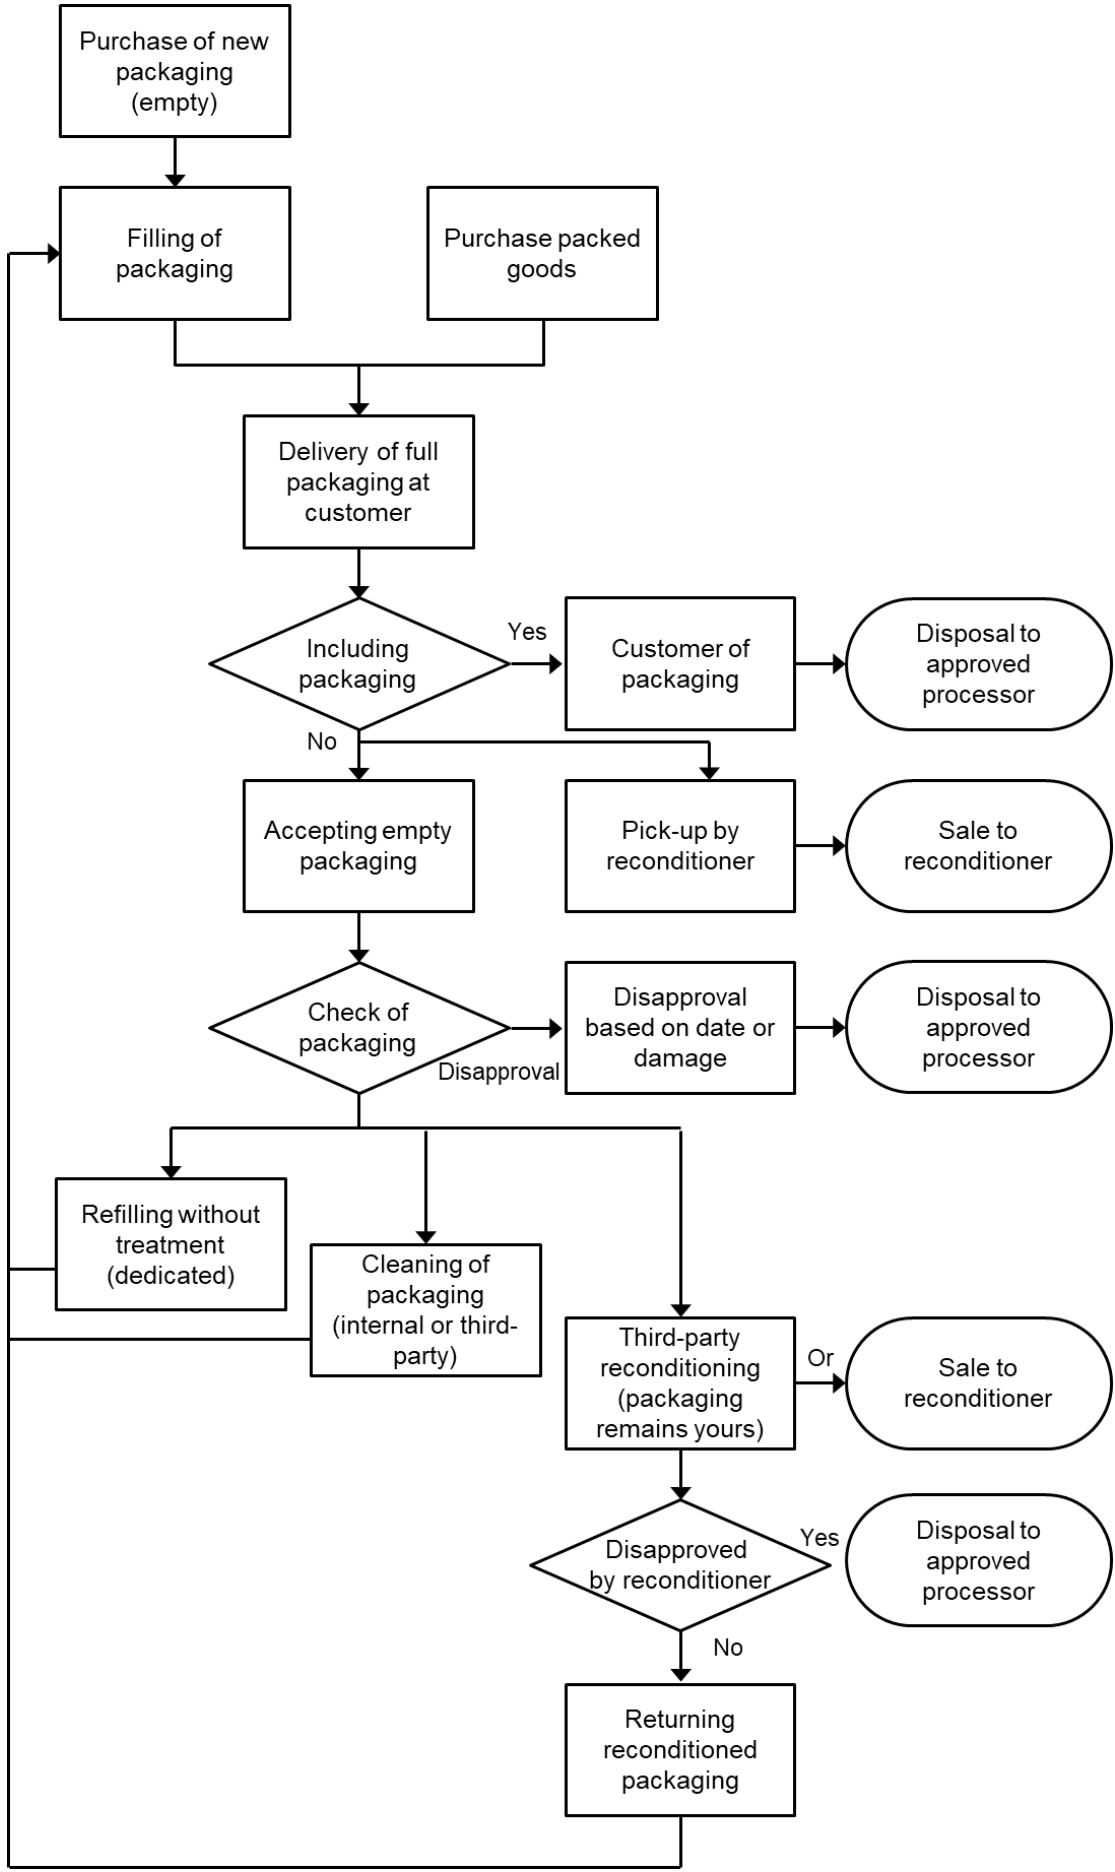 Purchase of new
packaging
(empty)
Filling of
packaging
Purchase packed
goods
Delivery of full
packaging at
customer
Including
packaging
Yes
Customer of
packaging
Disposal to
approved
processor
No
Accepting empty
packaging
Pick-up by
reconditioner
Sale to
reconditioner
Check of
packaging
Disapproval
Disapproval
based on date or
damage
Disposal to
approved
processor
Refilling without
treatment
(dedicated)
Cleaning of
packaging
(internal or third-
party)
Third-party
reconditioning
(packaging
remains yours)
Or
Sale to
reconditioner
Disapproved
by reconditioner
Yes
Disposal to
approved
processor
No
Returning
reconditioned
packaging